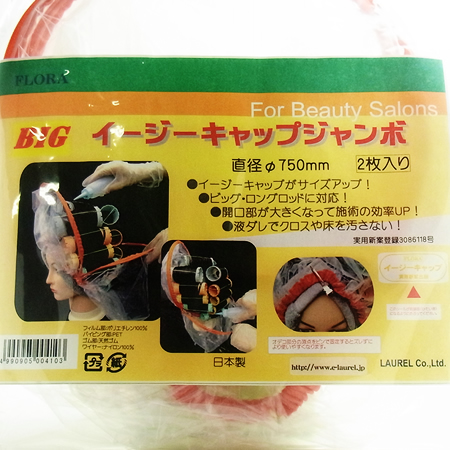 FLORA
For Beauty Salons
BIG イージーキャップジャンボ
直径φ750mm 2枚入り
●イージーキャップがサイズアップ!
●ビッグ・ロングロッドに対応!
●開口部が大きくなって施術の効率UP!
●液ダレでクロスや床を汚さない!
実用新案登録3086118号
イージーキャップ
フィルム部:ポリエチレン100%
パイピング部:PET
ゴム部:天然ゴム
ワイヤー:ナイロン100%
4990905004103
プラ 紙
日本製
http://www.e-laurel.jp
LAUREL Co.,Ltd.